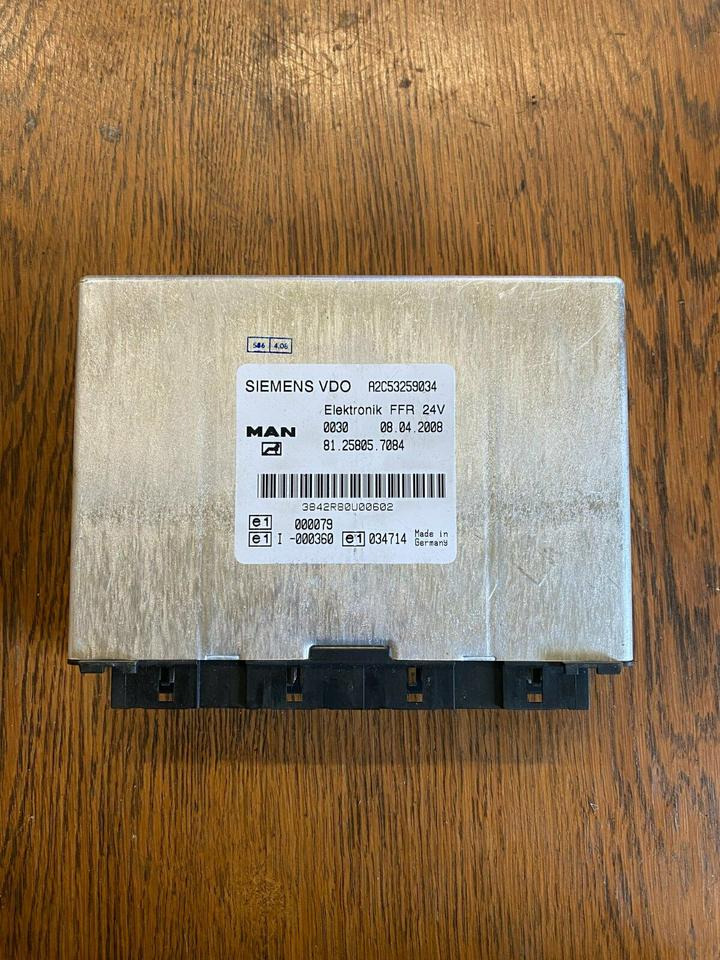 546 4.06
SIEMENS VDO A2C53259034
Elektronik FFR 24V
MAN 0030 08.04.2008
81.25805.7084
3842R80U00602
e1 000079
e1 I -000360 e1 034714 Made in
Germany